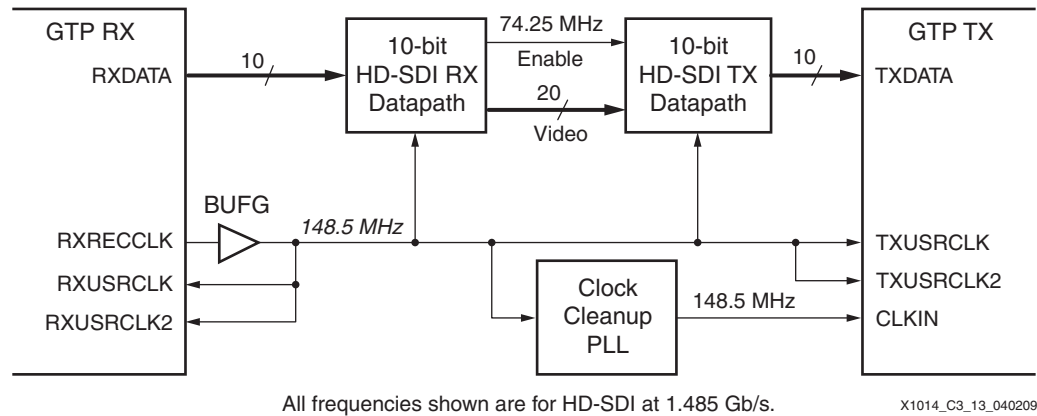 GTP RX
RXDATA
10
10-bit
HD-SDI RX
Datapath
74.25 MHz
Enable
20
Video
10-bit
HD-SDI TX
Datapath
10
GTP TX
TXDATA
BUFG
148.5 MHz
RXRECCLK
RXUSRCLK
RXUSRCLK2
Clock
Cleanup
PLL
148.5 MHz
TXUSRCLK
TXUSRCLK2
CLKIN
All frequencies shown are for HD-SDI at 1.485 Gb/s.
X1014_C3_13_040209